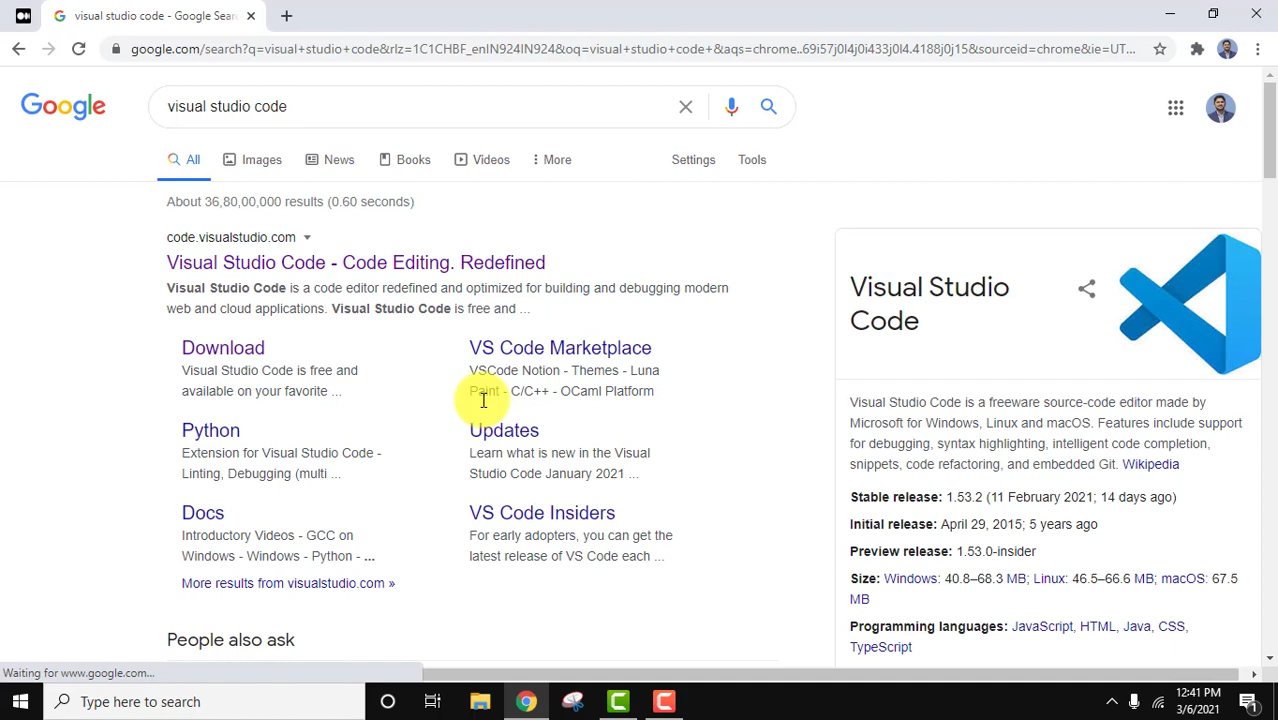 visual studio code - Google Sear
google.com/search?q=visual+studio+code&rlz=1C1CHBF_enIN924IN924&oq=visual+studio+code+&aqs=chrome..69i57j0l4j0i433j0l4.4188j0j15&sourceid=chrome&ie=UT...
Google
visual studio code
All
Images
News
Books
Videos
More
Settings
Tools
About 36,80,00,000 results (0.60 seconds)
code.visualstudio.com
Visual Studio Code - Code Editing. Redefined
Visual Studio Code is a code editor redefined and optimized for building and debugging modern
web and cloud applications. Visual Studio Code is free and ...
Download
Visual Studio Code is free and
available on your favorite ...
VS Code Marketplace
VSCode Notion - Themes - Luna
Paint - C/C++ - OCaml Platform
Python
Extension for Visual Studio Code -
Linting, Debugging (multi ...
Updates
Learn what is new in the Visual
Studio Code January 2021 ...
Docs
Introductory Videos - GCC on
Windows - Windows - Python - ...
VS Code Insiders
For early adopters, you can get the
latest release of VS Code each ...
More results from visualstudio.com »
People also ask
Visual Studio
Code
Visual Studio Code is a freeware source-code editor made by
Microsoft for Windows, Linux and macOS. Features include support
for debugging, syntax highlighting, intelligent code completion,
snippets, code refactoring, and embedded Git. Wikipedia
Stable release: 1.53.2 (11 February 2021; 14 days ago)
Initial release: April 29, 2015; 5 years ago
Preview release: 1.53.0-insider
Size: Windows: 40.8–68.3 MB; Linux: 46.5–66.6 MB; macOS: 67.5
MB
Programming languages: JavaScript, HTML, Java, CSS,
TypeScript
Waiting for www.google.com...
Type here to search
12:41 PM
3/6/2021
1